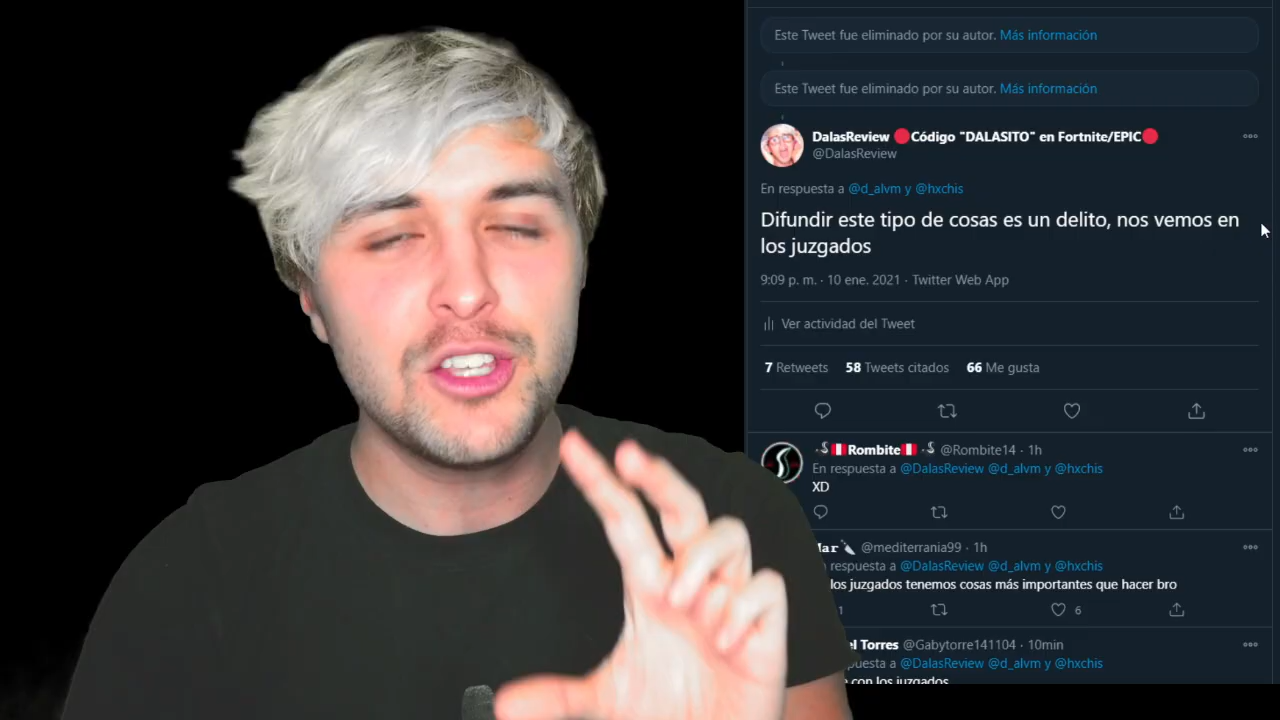 Este Tweet fue eliminado por su autor. Más información
Este Tweet fue eliminado por su autor. Más información
DalasReview 🔴Código "DALASITO" en Fortnite/EPIC🔴
@DalasReview
En respuesta a @d_alvm y @hxchis
Difundir este tipo de cosas es un delito, nos vemos en
los juzgados
9:09 p. m. · 10 ene. 2021 · Twitter Web App
Ver actividad del Tweet
7 Retweets 58 Tweets citados 66 Me gusta
Rombite @Rombite14 · 1h
En respuesta a @DalasReview @d_alvm y @hxchis
XD
@mediterrania99 · 1h
respuesta a @DalasReview @d_alvm y @hxchis
los juzgados tenemos cosas más importantes que hacer bro
1 6
Torres @Gabytorre141104 · 10min
a @DalasReview @d_alvm y @hxchis
con los juzgados